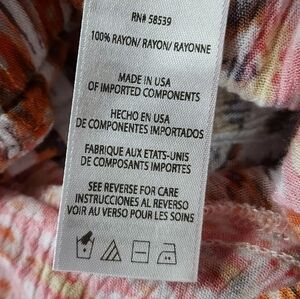 RN# 58539
100% RAYON/ RAYON/ RAYONNE
MADE IN USA
OF IMPORTED COMPONENTS
HECHO EN USA
DE COMPONENTES IMPORTADOS
FABRIQUE AUX ETATS-UNIS
DE COMPOSANTS IMPORTES
SEE REVERSE FOR CARE
INSTRUCCIONES AL REVERSO
VOIR AU VERSO POUR LES SOINS